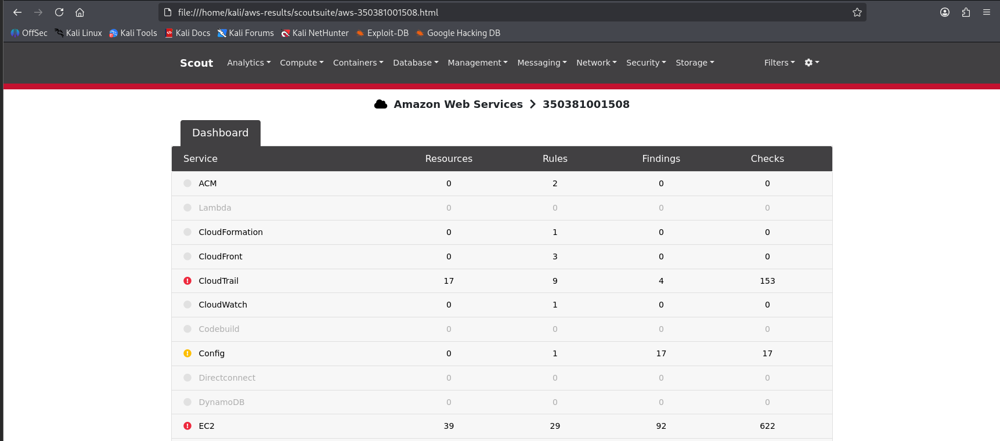 file:///home/kali/aws-results/scoutsuite/aws-350381001508.html
OffSec Kali Linux Kali Tools Kali Docs Kali Forums Kali NetHunter Exploit-DB Google Hacking DB
Scout Analytics Compute Containers Database Management Messaging Network Security Storage Filters
Amazon Web Services > 350381001508
Dashboard
Service Resources Rules Findings Checks
ACM 0 2 0 0
Lambda 0 0 0 0
CloudFormation 0 1 0 0
CloudFront 0 3 0 0
CloudTrail 17 9 4 153
CloudWatch 0 1 0 0
Codebuild 0 0 0 0
Config 0 1 17 17
Directconnect 0 0 0 0
DynamoDB 0 0 0 0
EC2 39 29 92 622